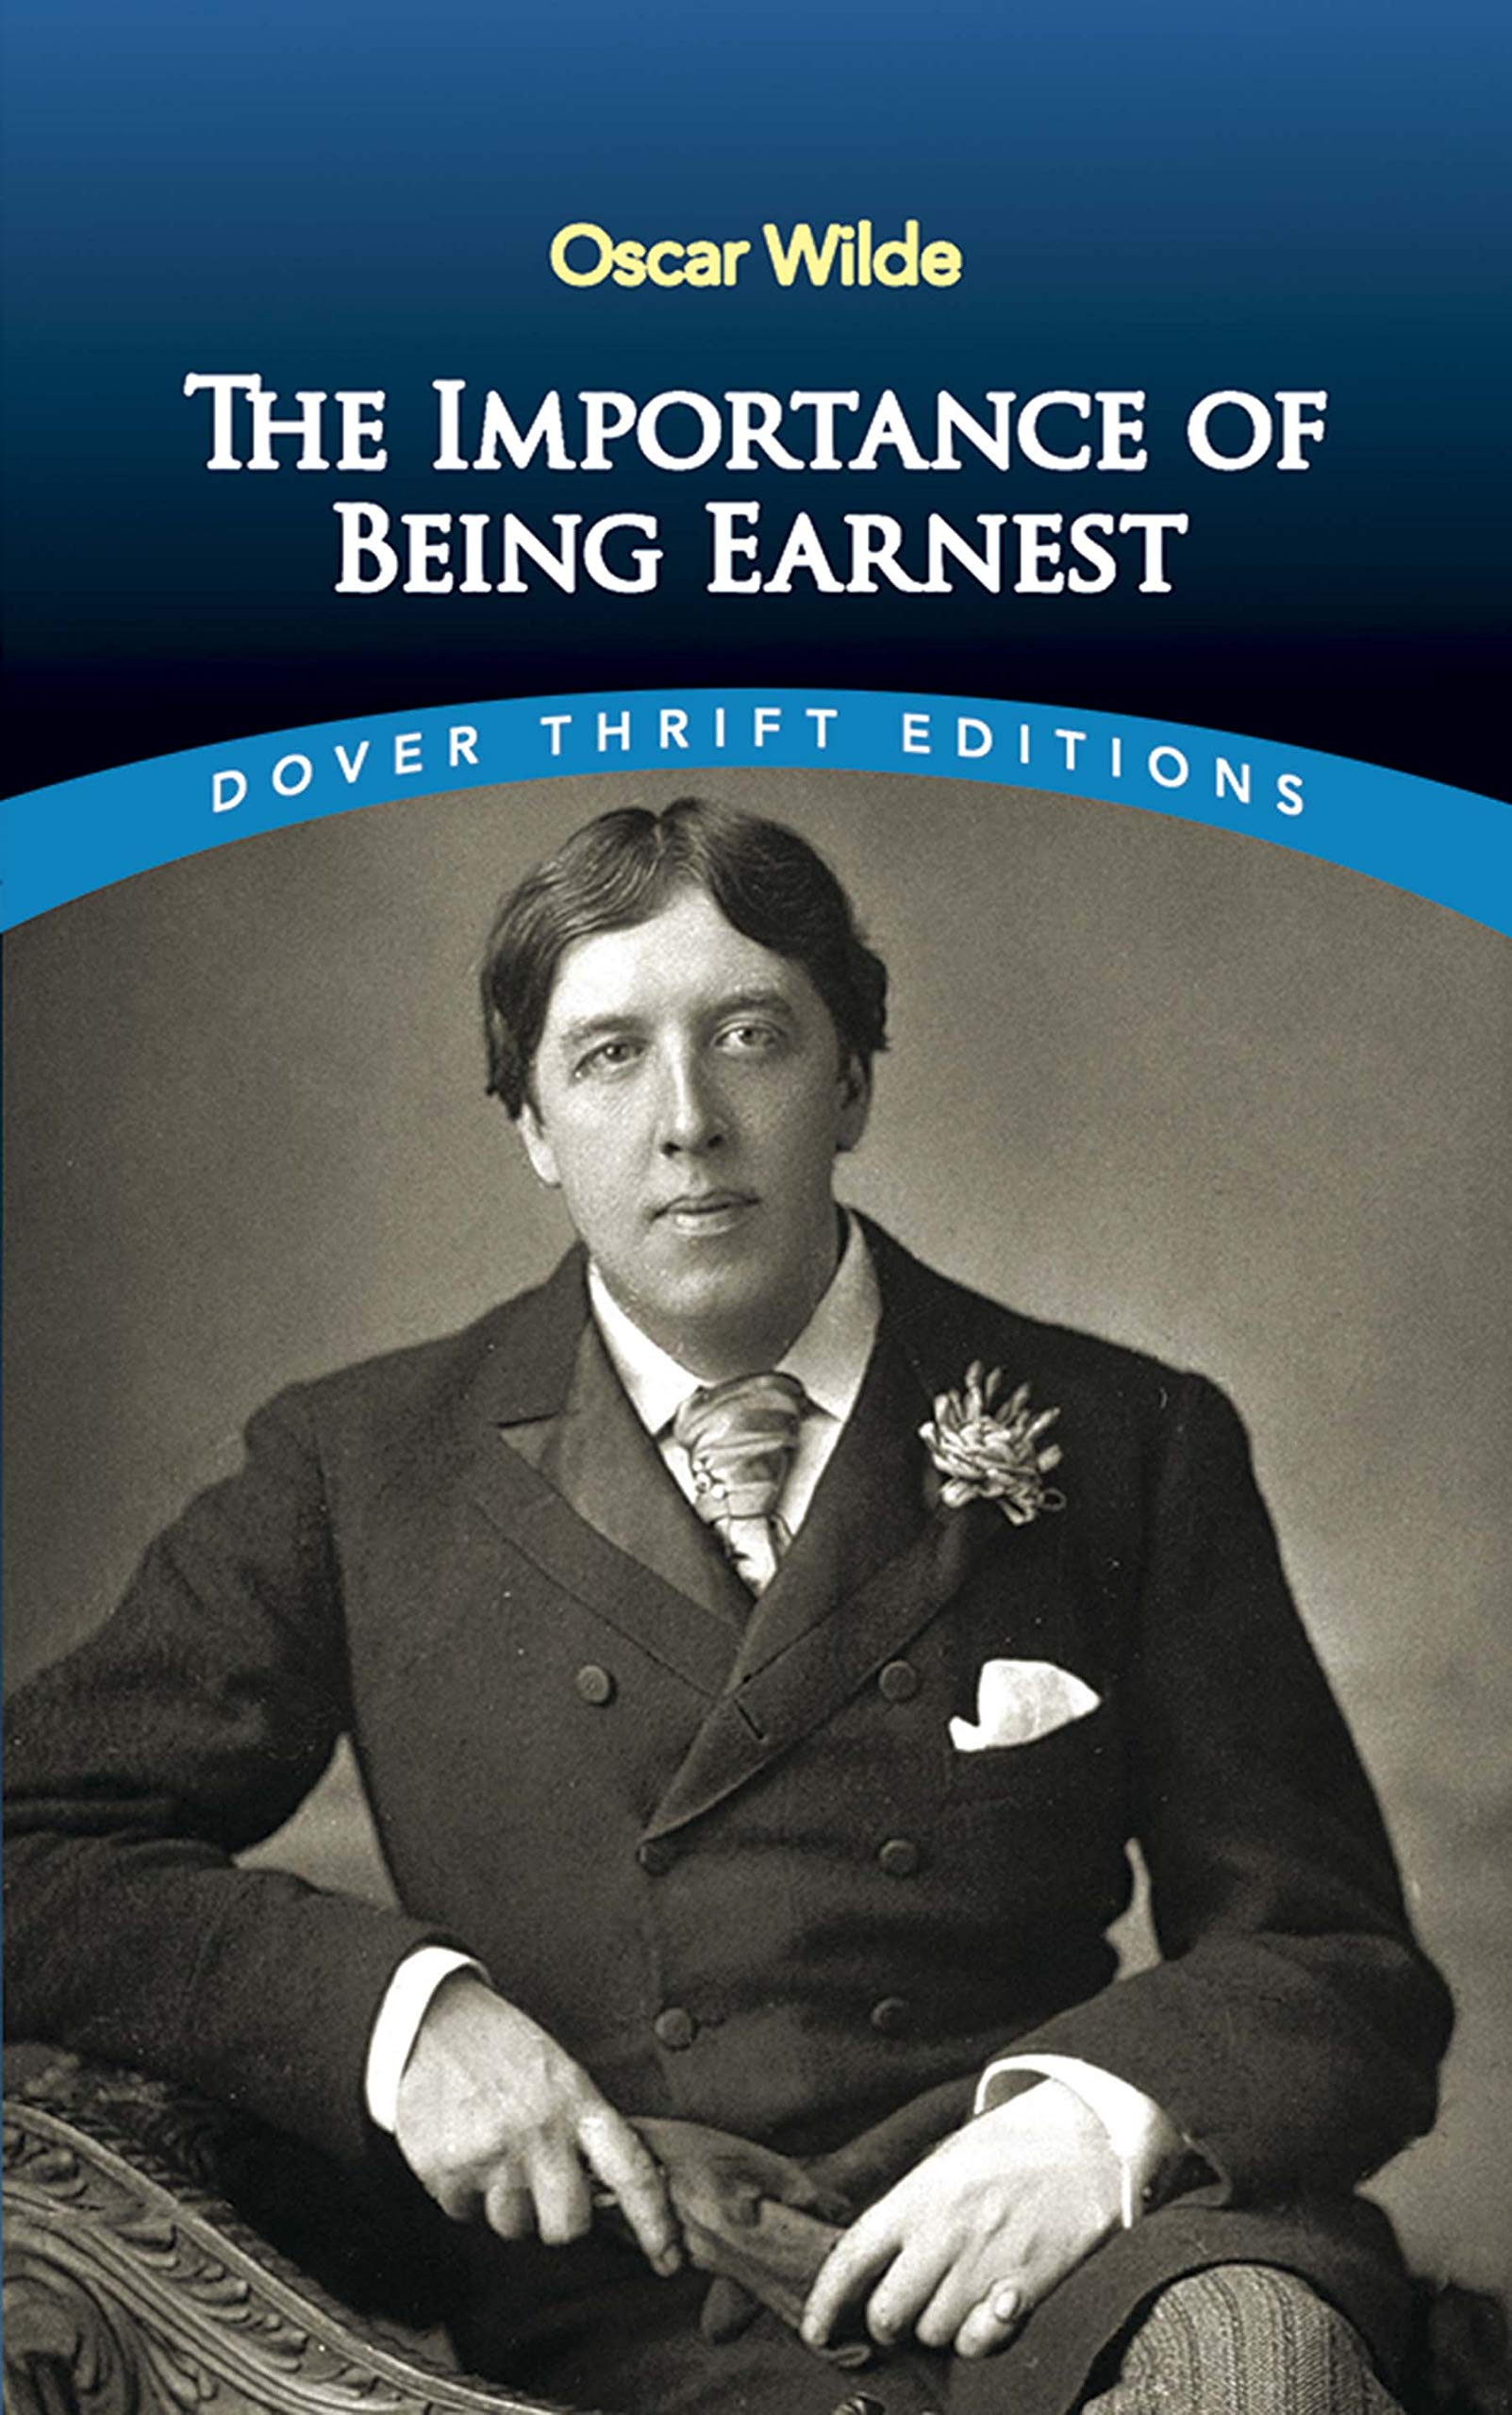 Oscar Wilde
THE IMPORTANCE OF
BEING EARNEST
DOVER THRIFT EDITIONS